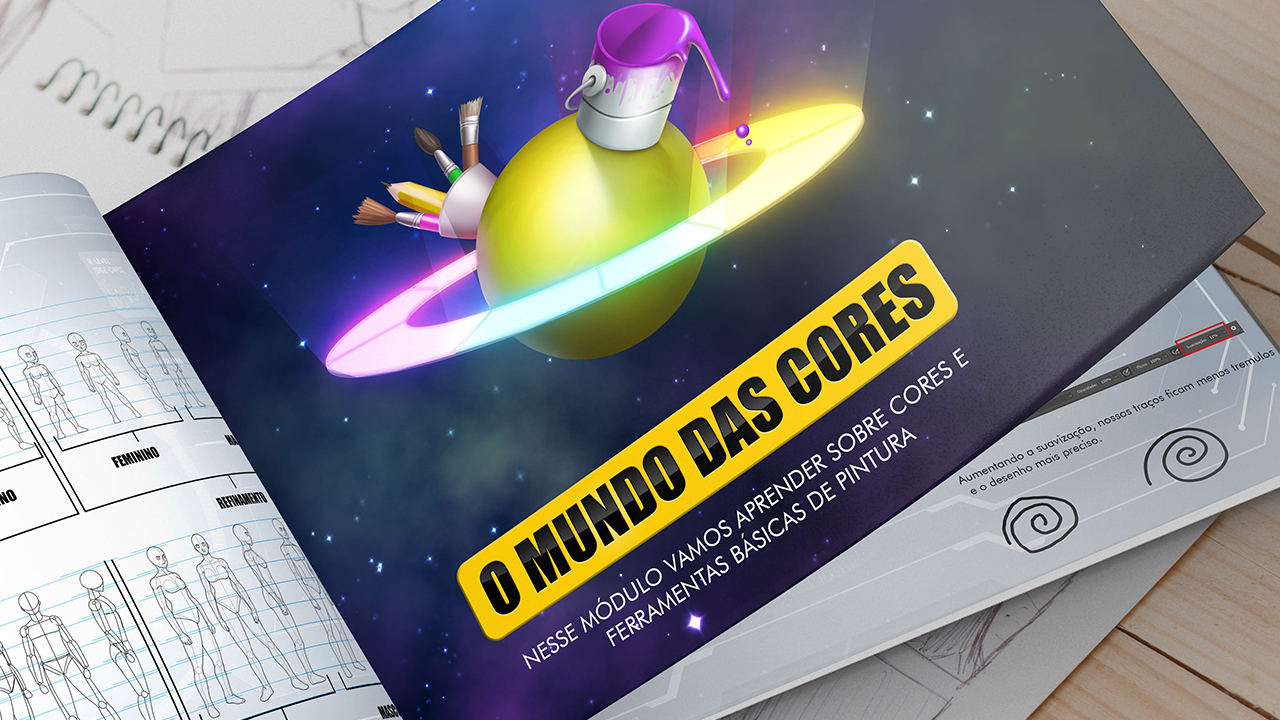 O MUNDO DAS CORES
NESSE MÓDULO VAMOS APRENDER SOBRE CORES E
FERRAMENTAS BÁSICAS DE PINTURA
FEMININO
REFINAMENTO
Aumentando a suavização, nossos traços ficam menos tremulos
e o desenho mais preciso.